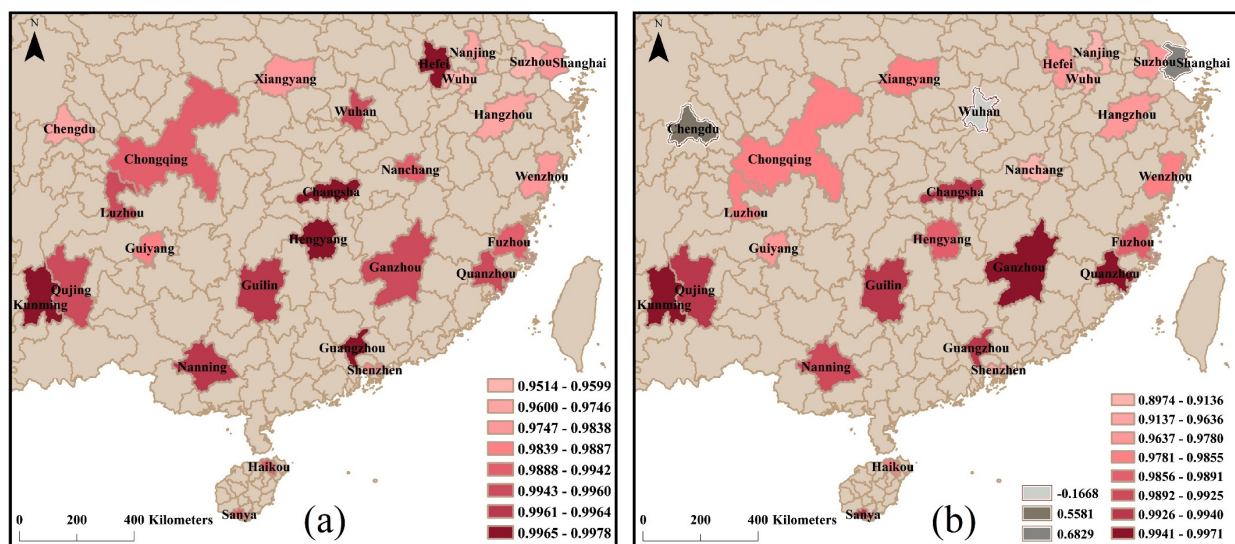 N
Nanjing
Hefei
Suzhou
Shanghai
Xiangyang
Wuhu
Wuhan
Hangzhou
Chengdu
Chongqing
Nanchang
Wenzhou
Changsha
Luzhou
Guiyang
Hengyang
Fuzhou
Ganzhou
Quanzhou
Qujing
Guilin
Kunming
Guangzhou
Nanning
Shenzhen
Haikou
Sanya
0.9514 - 0.9599
0.9600 - 0.9746
0.9747 - 0.9838
0.9839 - 0.9887
0.9888 - 0.9942
0.9943 - 0.9960
0.9961 - 0.9964
0.9965 - 0.9978
0 200 400 Kilometers
(a)
N
Nanjing
Hefei
Suzhou
Shanghai
Xiangyang
Wuhu
Wuhan
Hangzhou
Chengdu
Chongqing
Nanchang
Wenzhou
Changsha
Luzhou
Guiyang
Hengyang
Fuzhou
Ganzhou
Quanzhou
Qujing
Guilin
Kunming
Guangzhou
Nanning
Shenzhen
Haikou
Sanya
-0.1668
0.5581
0.6829
0.8974 - 0.9136
0.9137 - 0.9636
0.9637 - 0.9780
0.9781 - 0.9855
0.9856 - 0.9891
0.9892 - 0.9925
0.9926 - 0.9940
0.9941 - 0.9971
0 200 400 Kilometers
(b)